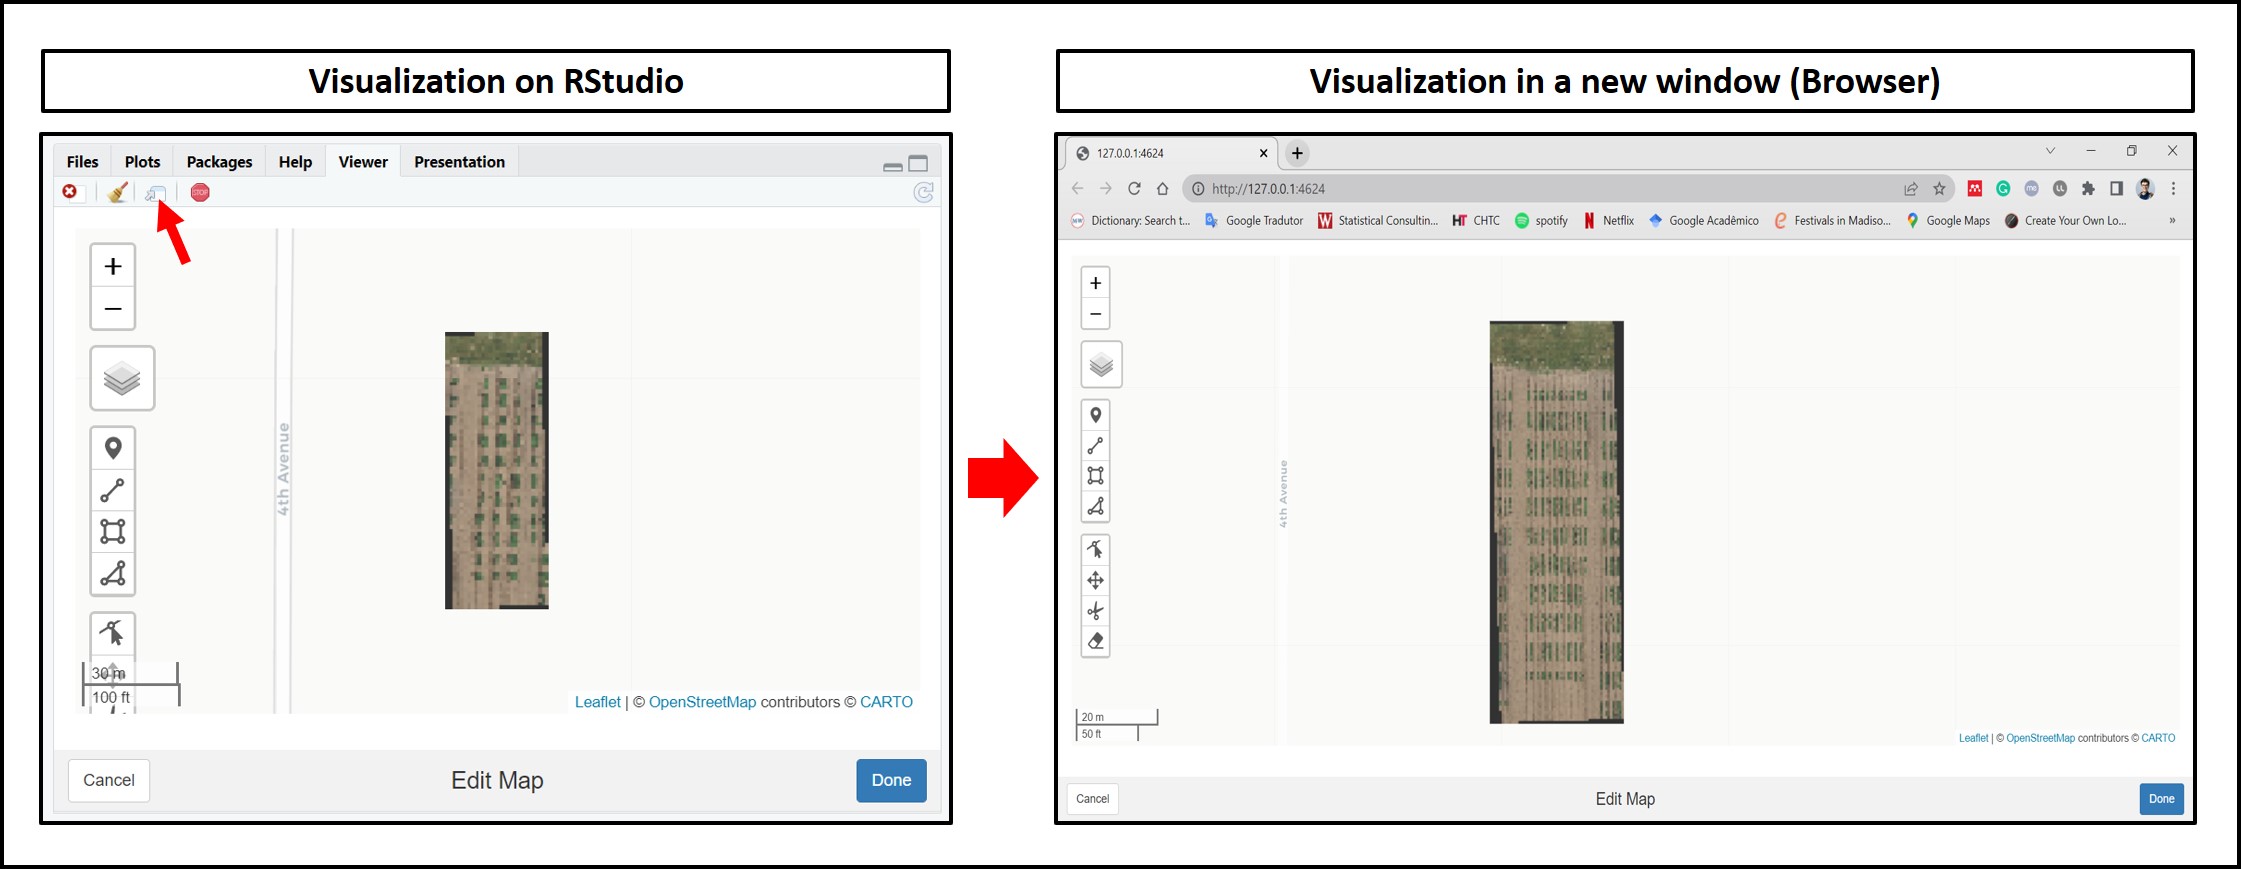 Visualization on RStudio
Files Plots Packages Help Viewer Presentation
STOP
+
−
4th Avenue
30 m
100 ft
Leaflet | © OpenStreetMap contributors © CARTO
Cancel Edit Map Done
Visualization in a new window (Browser)
127.0.0.1:4624
http://127.0.0.1:4624
Dictionary: Search t... Google Tradutor Statistical Consultin... HT CHTC spotify Netflix Google Acadêmico Festivals in Madiso... Google Maps Create Your Own Lo... »
+
−
4th Avenue
20 m
50 ft
Leaflet | © OpenStreetMap contributors © CARTO
Cancel Edit Map Done